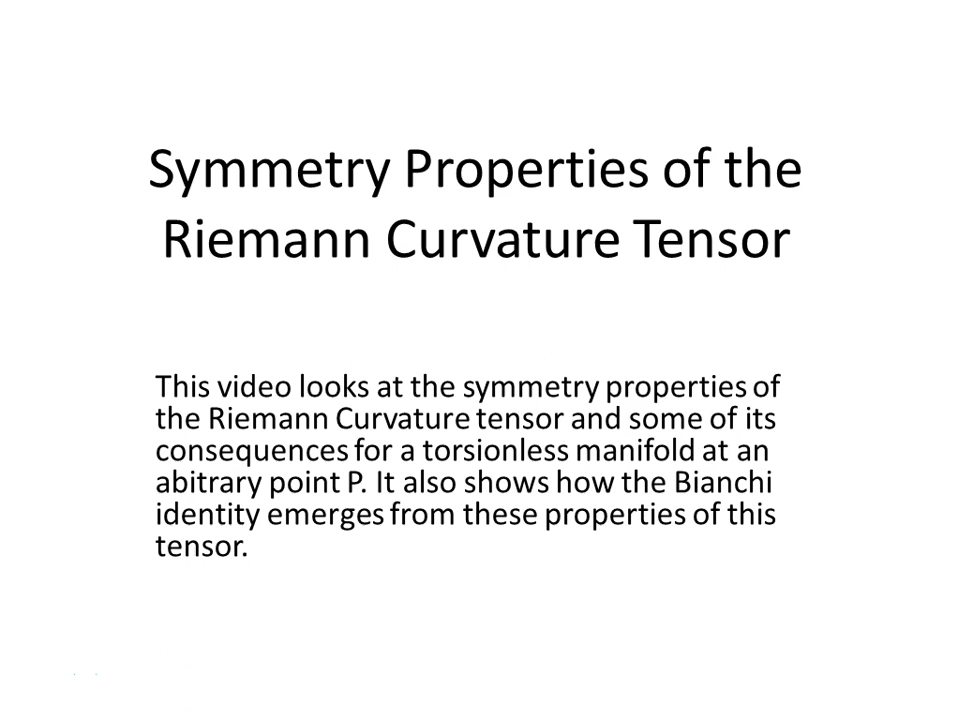 Symmetry Properties of the
Riemann Curvature Tensor
This video looks at the symmetry properties of
the Riemann Curvature tensor and some of its
consequences for a torsionless manifold at an
abitrary point P. It also shows how the Bianchi
identity emerges from these properties of this
tensor.